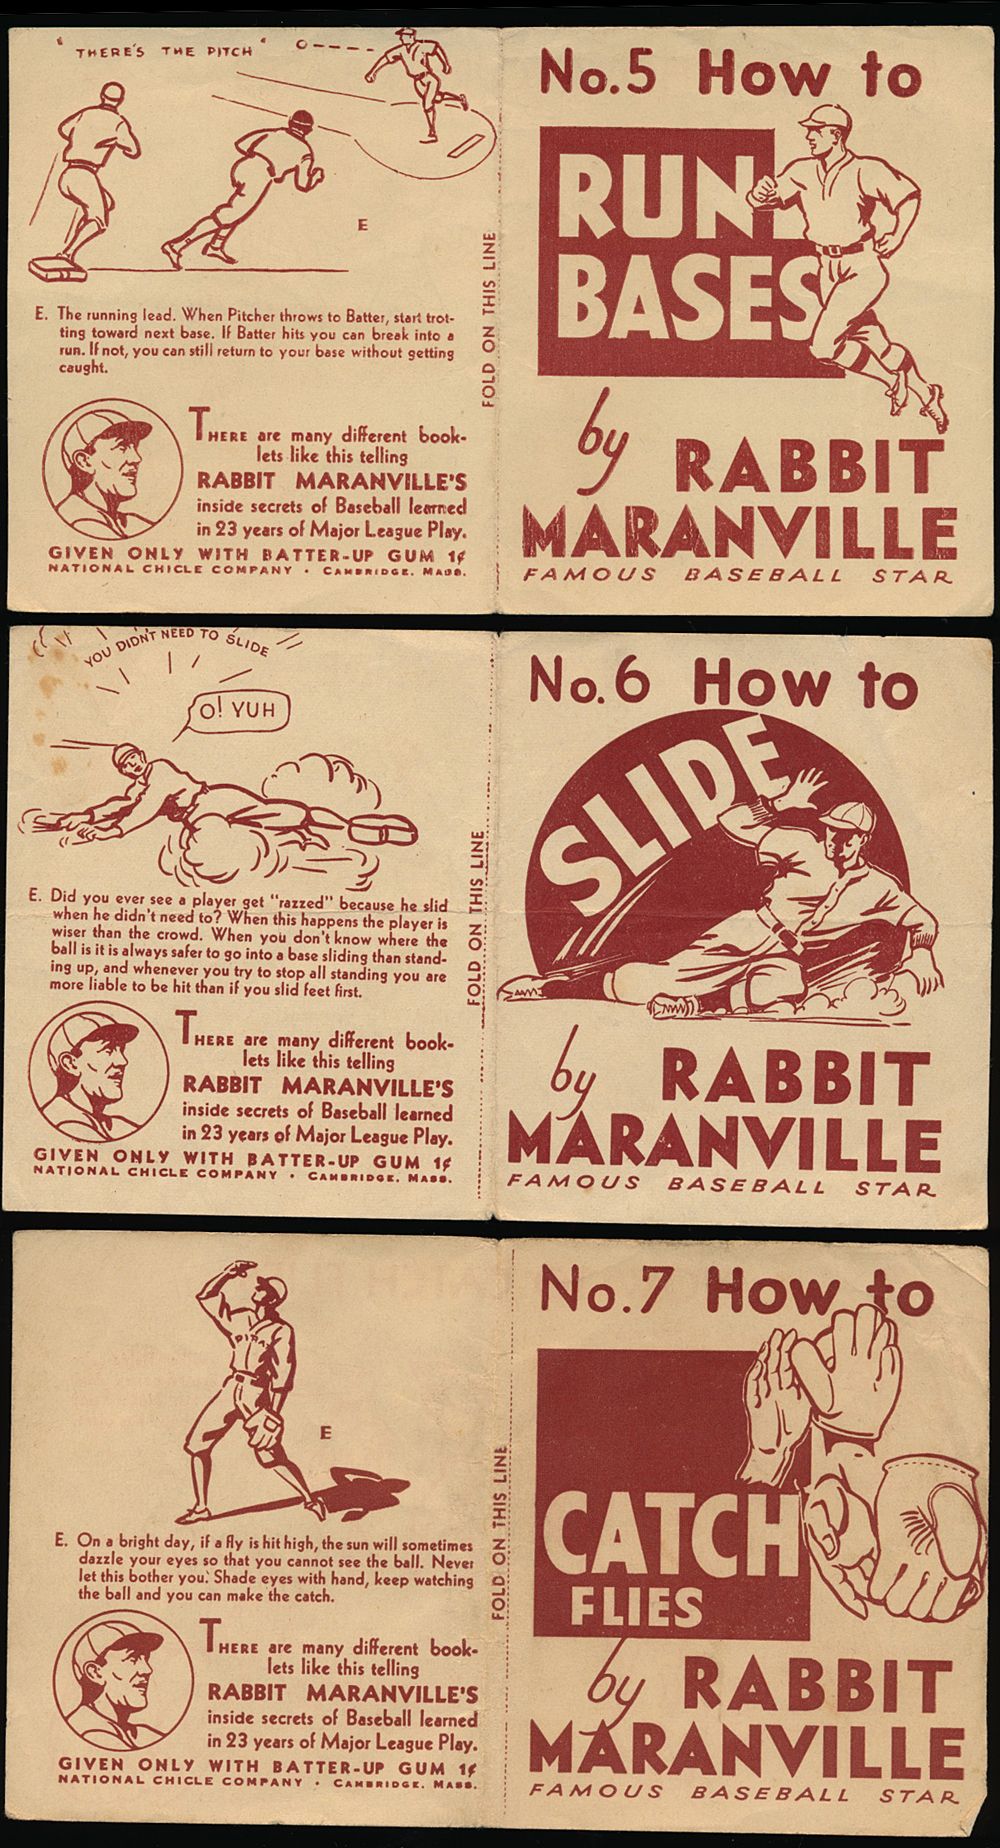 " THERE'S THE PITCH "
E
E. The running lead. When Pitcher throws to Batter, start trot-
ting toward next base. If Batter hits you can break into a
run. If not, you can still return to your base without getting
caught.
THERE are many different book-
lets like this telling
RABBIT MARANVILLE'S
inside secrets of Baseball learned
in 23 years of Major League Play.
GIVEN ONLY WITH BATTER-UP GUM 1¢
NATIONAL CHICLE COMPANY · CAMBRIDGE, MASS.
FOLD ON THIS LINE
No.5 How to
RUN
BASES
by RABBIT
MARANVILLE
FAMOUS BASEBALL STAR
YOU DIDN'T NEED TO SLIDE
O! YUH
E. Did you ever see a player get "razzed" because he slid
when he didn't need to? When this happens the player is
wiser than the crowd. When you don't know where the
ball is it is always safer to go into a base sliding than stand-
ing up, and whenever you try to stop all standing you are
more liable to be hit than if you slid feet first.
THERE are many different book-
lets like this telling
RABBIT MARANVILLE'S
inside secrets of Baseball learned
in 23 years of Major League Play.
GIVEN ONLY WITH BATTER-UP GUM 1¢
NATIONAL CHICLE COMPANY · CAMBRIDGE, MASS.
FOLD ON THIS LINE
No.6 How to
SLIDE
by RABBIT
MARANVILLE
FAMOUS BASEBALL STAR
PIRA
E
E. On a bright day, if a fly is hit high, the sun will sometimes
dazzle your eyes so that you cannot see the ball. Never
let this bother you. Shade eyes with hand, keep watching
the ball and you can make the catch.
THERE are many different book-
lets like this telling
RABBIT MARANVILLE'S
inside secrets of Baseball learned
in 23 years of Major League Play.
GIVEN ONLY WITH BATTER-UP GUM 1¢
NATIONAL CHICLE COMPANY · CAMBRIDGE, MASS.
FOLD ON THIS LINE
No.7 How to
CATCH
FLIES
by RABBIT
MARANVILLE
FAMOUS BASEBALL STAR